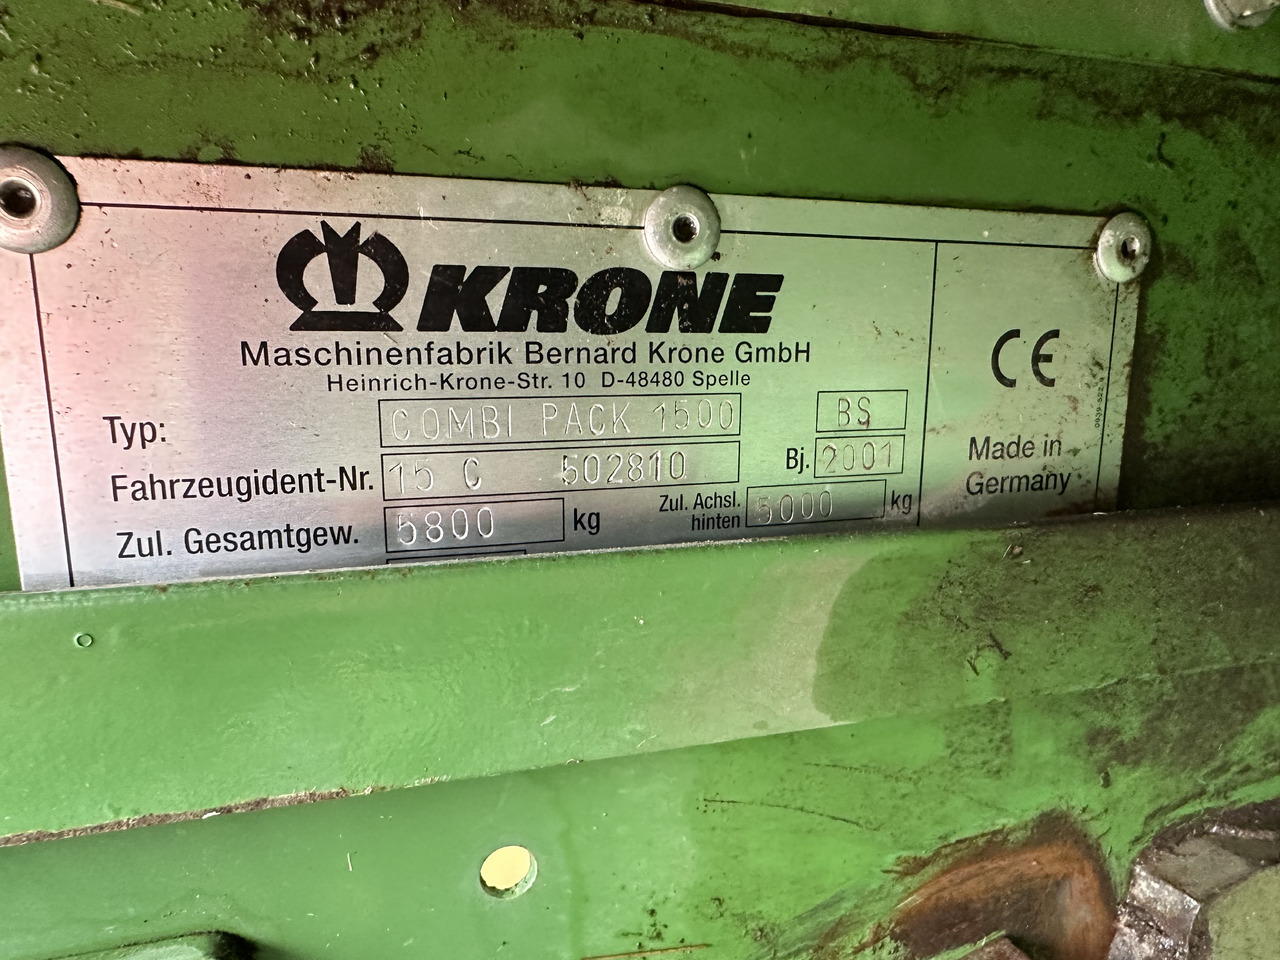 KRONE
Maschinenfabrik Bernard Krone GmbH
Heinrich-Krone-Str. 10 D-48480 Spelle
Typ: COMBI PACK 1500 BS
Fahrzeugident-Nr. 15 C 502810 Bj. 2001
Zul. Gesamtgew. 5800 kg Zul. Achsl. hinten 5000 kg
CE
Made in
Germany